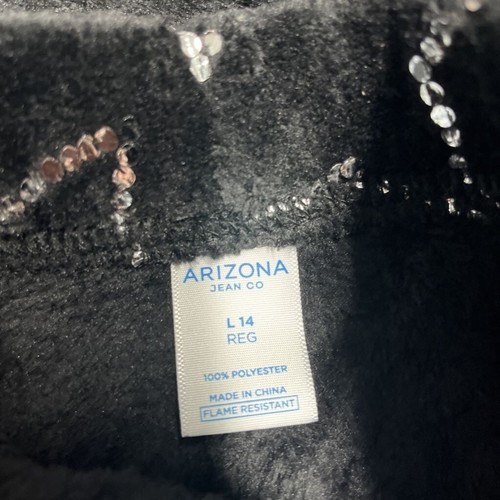 ARIZONA
JEAN CO
L 14
REG
100% POLYESTER
MADE IN CHINA
FLAME RESISTANT